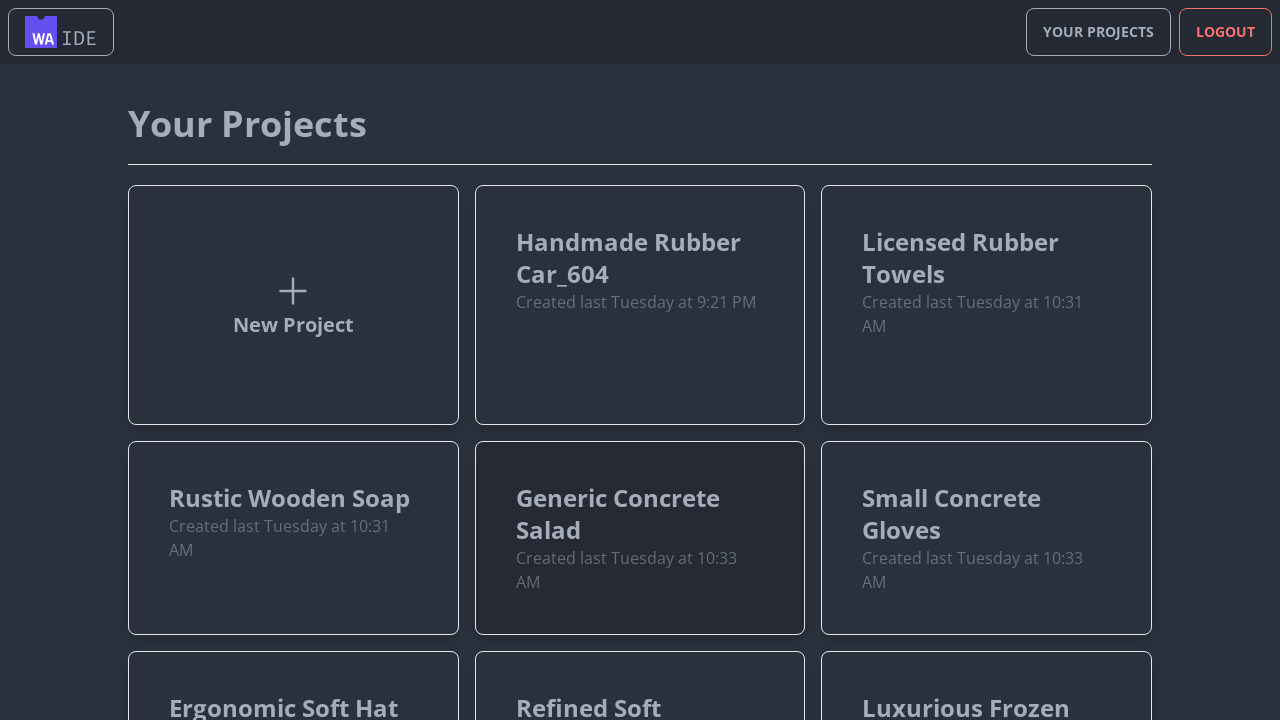 WA IDE
YOUR PROJECTS
LOGOUT
Your Projects
New Project
Handmade Rubber
Car_604
Created last Tuesday at 9:21 PM
Licensed Rubber
Towels
Created last Tuesday at 10:31
AM
Rustic Wooden Soap
Created last Tuesday at 10:31
AM
Generic Concrete
Salad
Created last Tuesday at 10:33
AM
Small Concrete
Gloves
Created last Tuesday at 10:33
AM
Ergonomic Soft Hat
Refined Soft
Luxurious Frozen